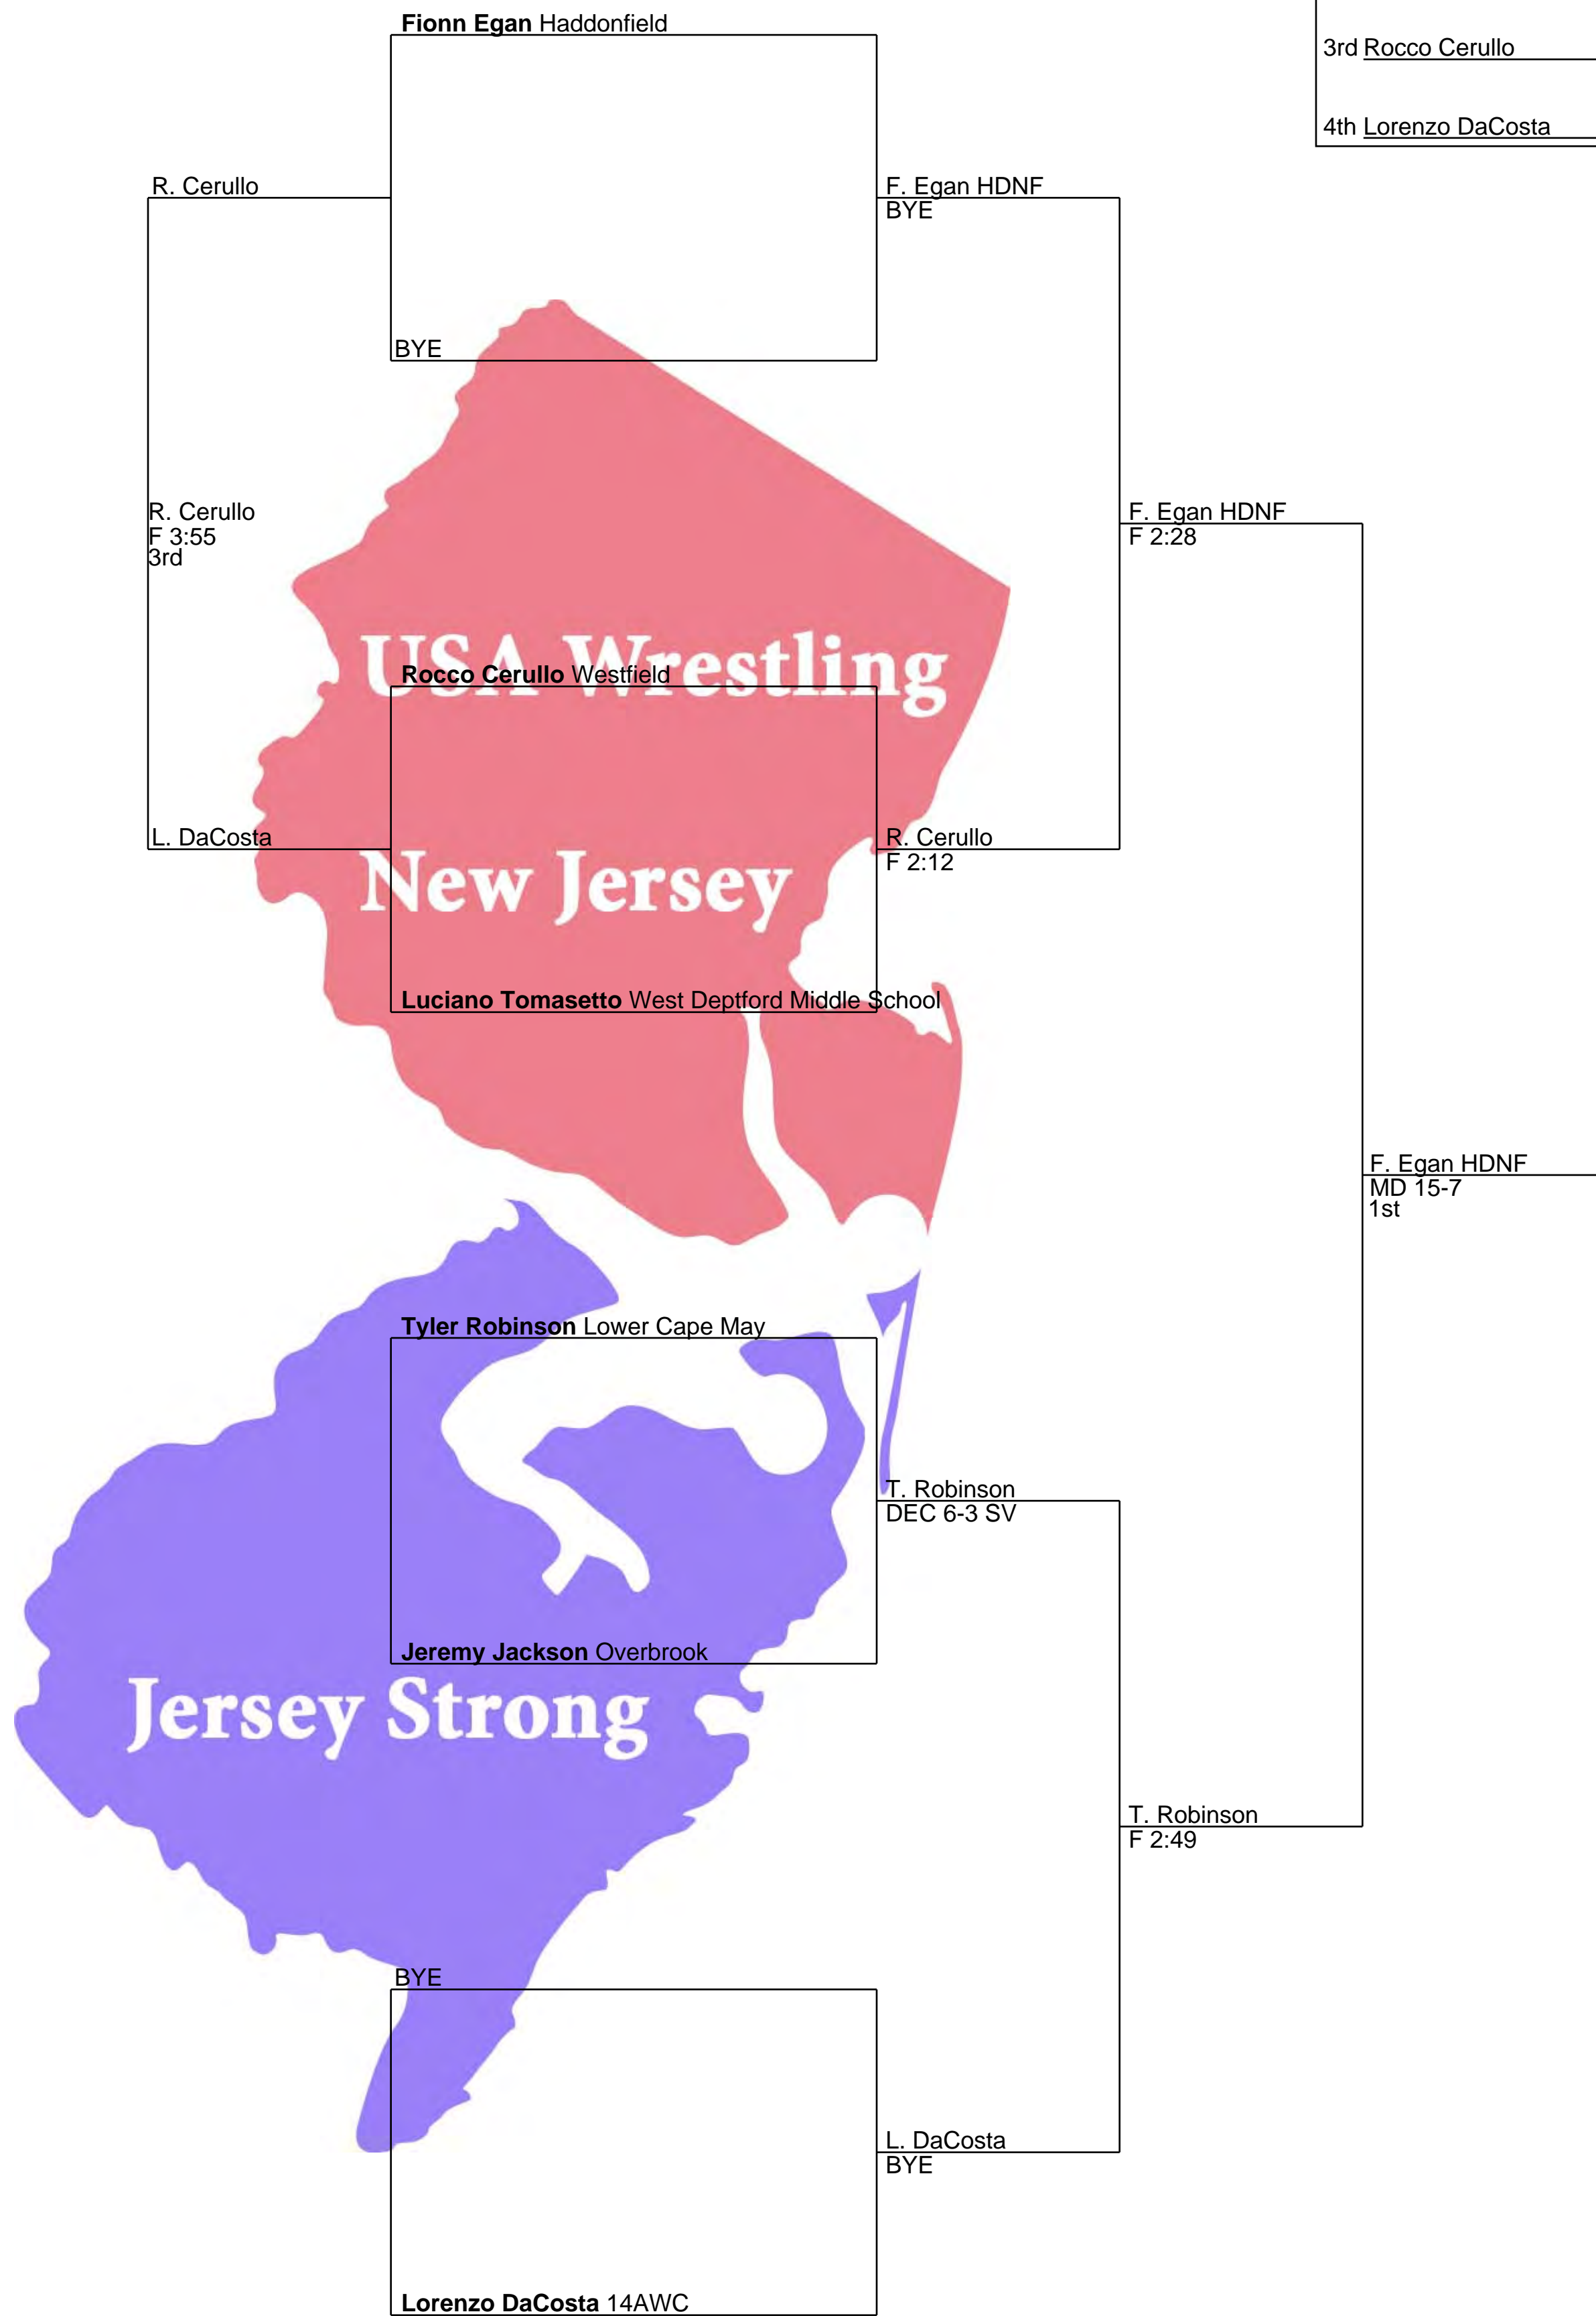 Fionn Egan Haddonfield
3rd Rocco Cerullo
4th Lorenzo DaCosta
R. Cerullo
F. Egan HDNF
BYE
BYE
R. Cerullo
F 3:55
3rd
F. Egan HDNF
F 2:28
USA Wrestling
Rocco Cerullo Westfield
L. DaCosta
R. Cerullo
F 2:12
New Jersey
Luciano Tomasetto West Deptford Middle School
F. Egan HDNF
MD 15-7
1st
Tyler Robinson Lower Cape May
T. Robinson
DEC 6-3 SV
Jeremy Jackson Overbrook
Jersey Strong
T. Robinson
F 2:49
BYE
L. DaCosta
BYE
Lorenzo DaCosta 14AWC